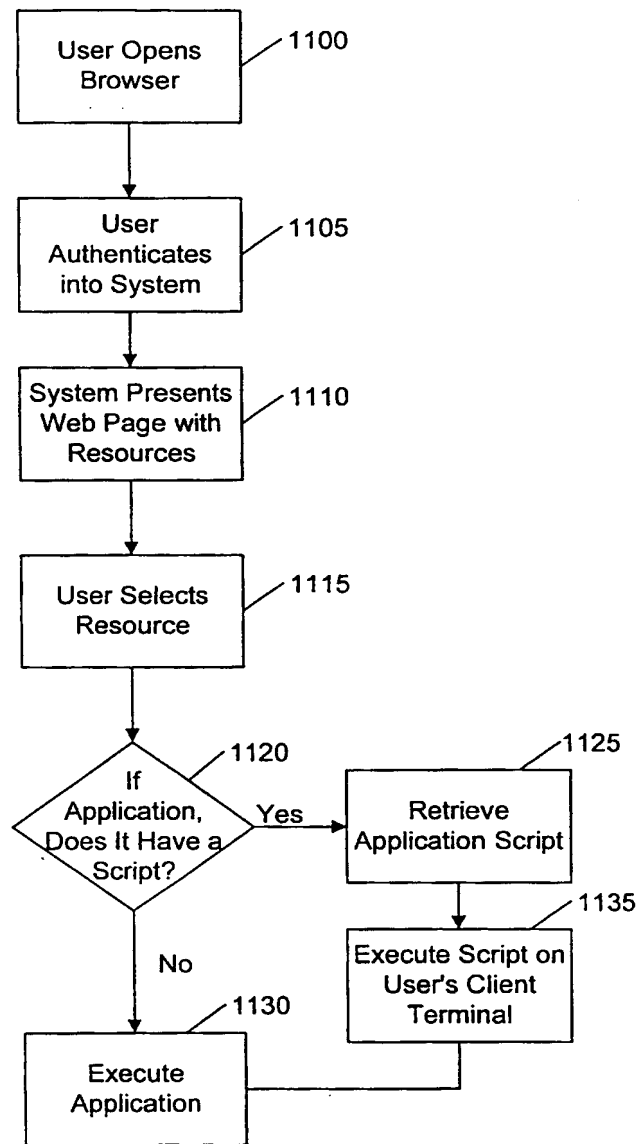 User Opens
Browser
1100
User
Authenticates
into System
1105
System Presents
Web Page with
Resources
1110
User Selects
Resource
1115
If
Application,
Does It Have a
Script?
1120
Yes
Retrieve
Application Script
1125
Execute Script on
User's Client
Terminal
1135
No
Execute
Application
1130